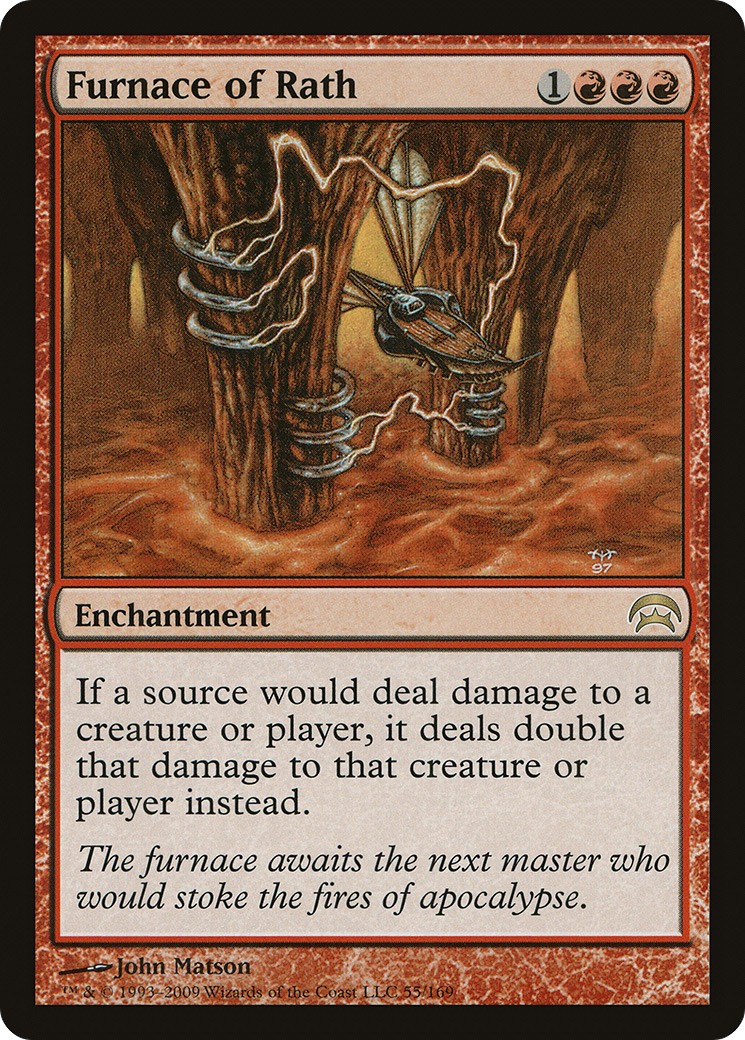 Furnace of Rath 1
97
Enchantment
If a source would deal damage to a
creature or player, it deals double
that damage to that creature or
player instead.
The furnace awaits the next master who
would stoke the fires of apocalypse.
John Matson
™ & © 1993–2009 Wizards of the Coast LLC 55/169